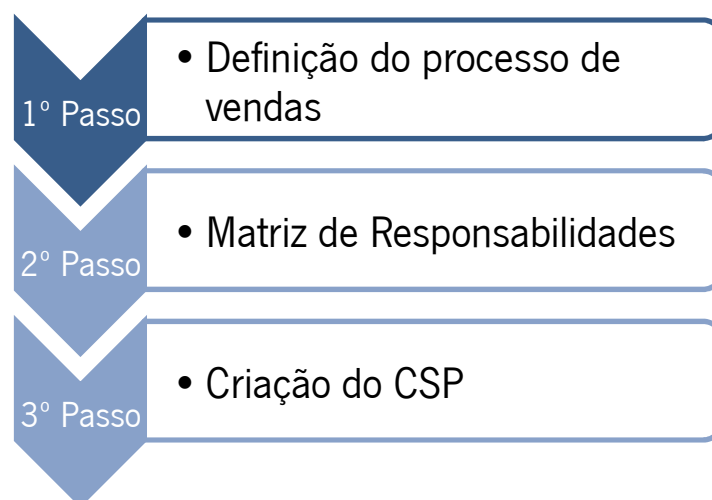 1º Passo
• Definição do processo de
vendas
2º Passo
• Matriz de Responsabilidades
3º Passo
• Criação do CSP